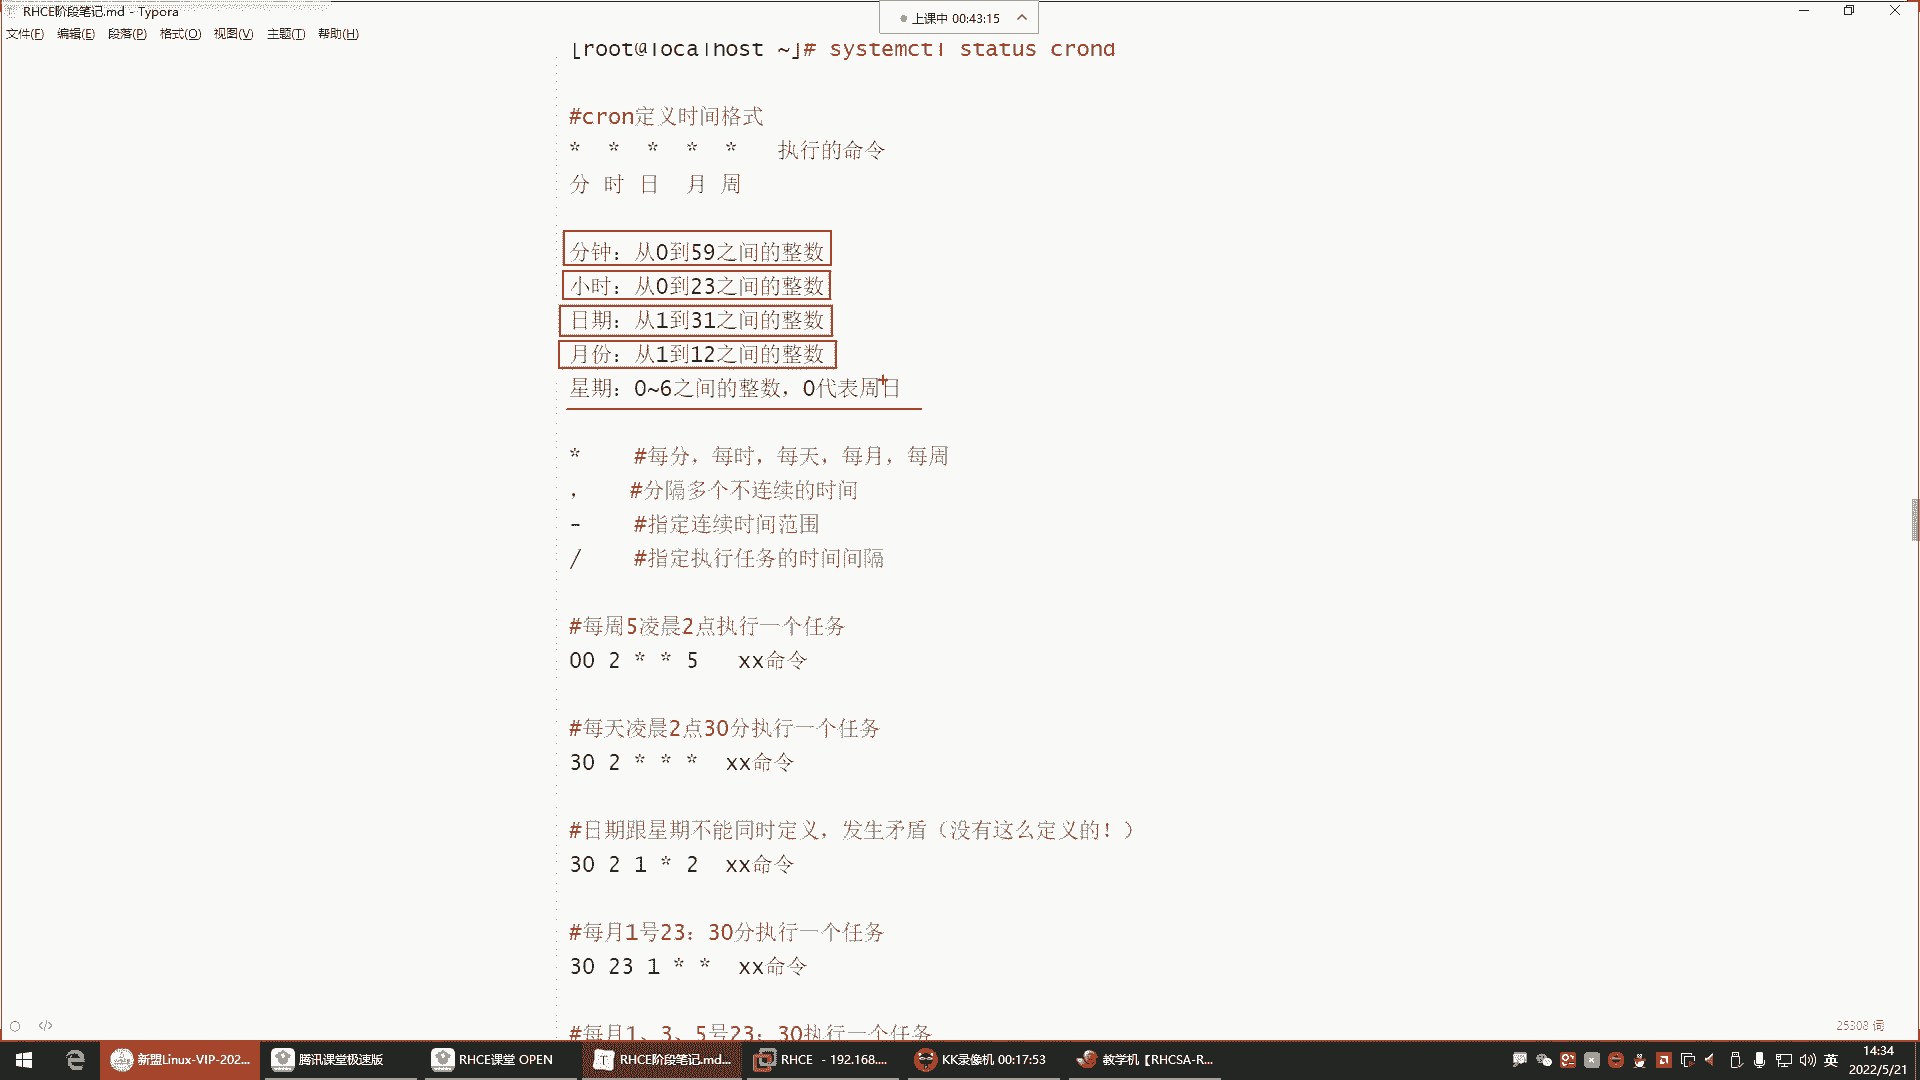 RHCE阶段笔记.md - Typora
上课中 00:43:15
文件(F) 编辑(E) 段落(P) 格式(O) 视图(V) 主题(T) 帮助(H)
[root@localhost ~]# systemctl status crond
#cron定义时间格式
* * * * * 执行的命令
分 时 日 月 周
分钟：从0到59之间的整数
小时：从0到23之间的整数
日期：从1到31之间的整数
月份：从1到12之间的整数
星期：0~6之间的整数，0代表周日
* #每分，每时，每天，每月，每周
， #分隔多个不连续的时间
- #指定连续时间范围
/ #指定执行任务的时间间隔
#每周5凌晨2点执行一个任务
00 2 * * 5 xx命令
#每天凌晨2点30分执行一个任务
30 2 * * * xx命令
#日期跟星期不能同时定义，发生矛盾（没有这么定义的！）
30 2 1 * 2 xx命令
#每月1号23：30分执行一个任务
30 23 1 * * xx命令
#每月1、3、5号23：30执行一个任务
25308 词
新盟Linux-VIP-202... 腾讯课堂极速版 RHCE课堂 OPEN RHCE阶段笔记.md... RHCE - 192.168.... KK录像机 00:17:53 教学机【RHCSA-R... 英 14:34
2022/5/21